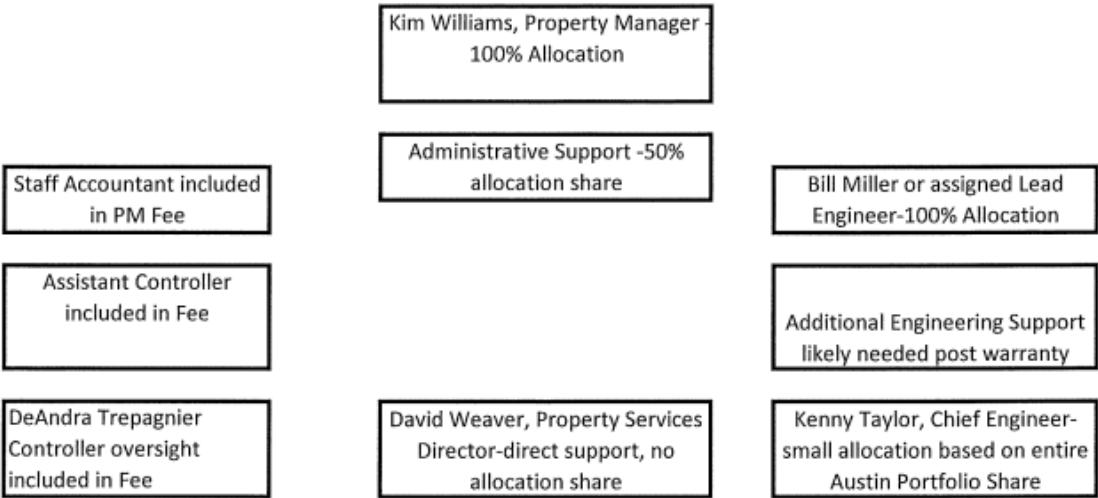 Kim Williams, Property Manager -
100% Allocation
Administrative Support -50%
allocation share
Staff Accountant included
in PM Fee
Bill Miller or assigned Lead
Engineer-100% Allocation
Assistant Controller
included in Fee
Additional Engineering Support
likely needed post warranty
DeAndra Trepagnier
Controller oversight
included in Fee
David Weaver, Property Services
Director-direct support, no
allocation share
Kenny Taylor, Chief Engineer-
small allocation based on entire
Austin Portfolio Share